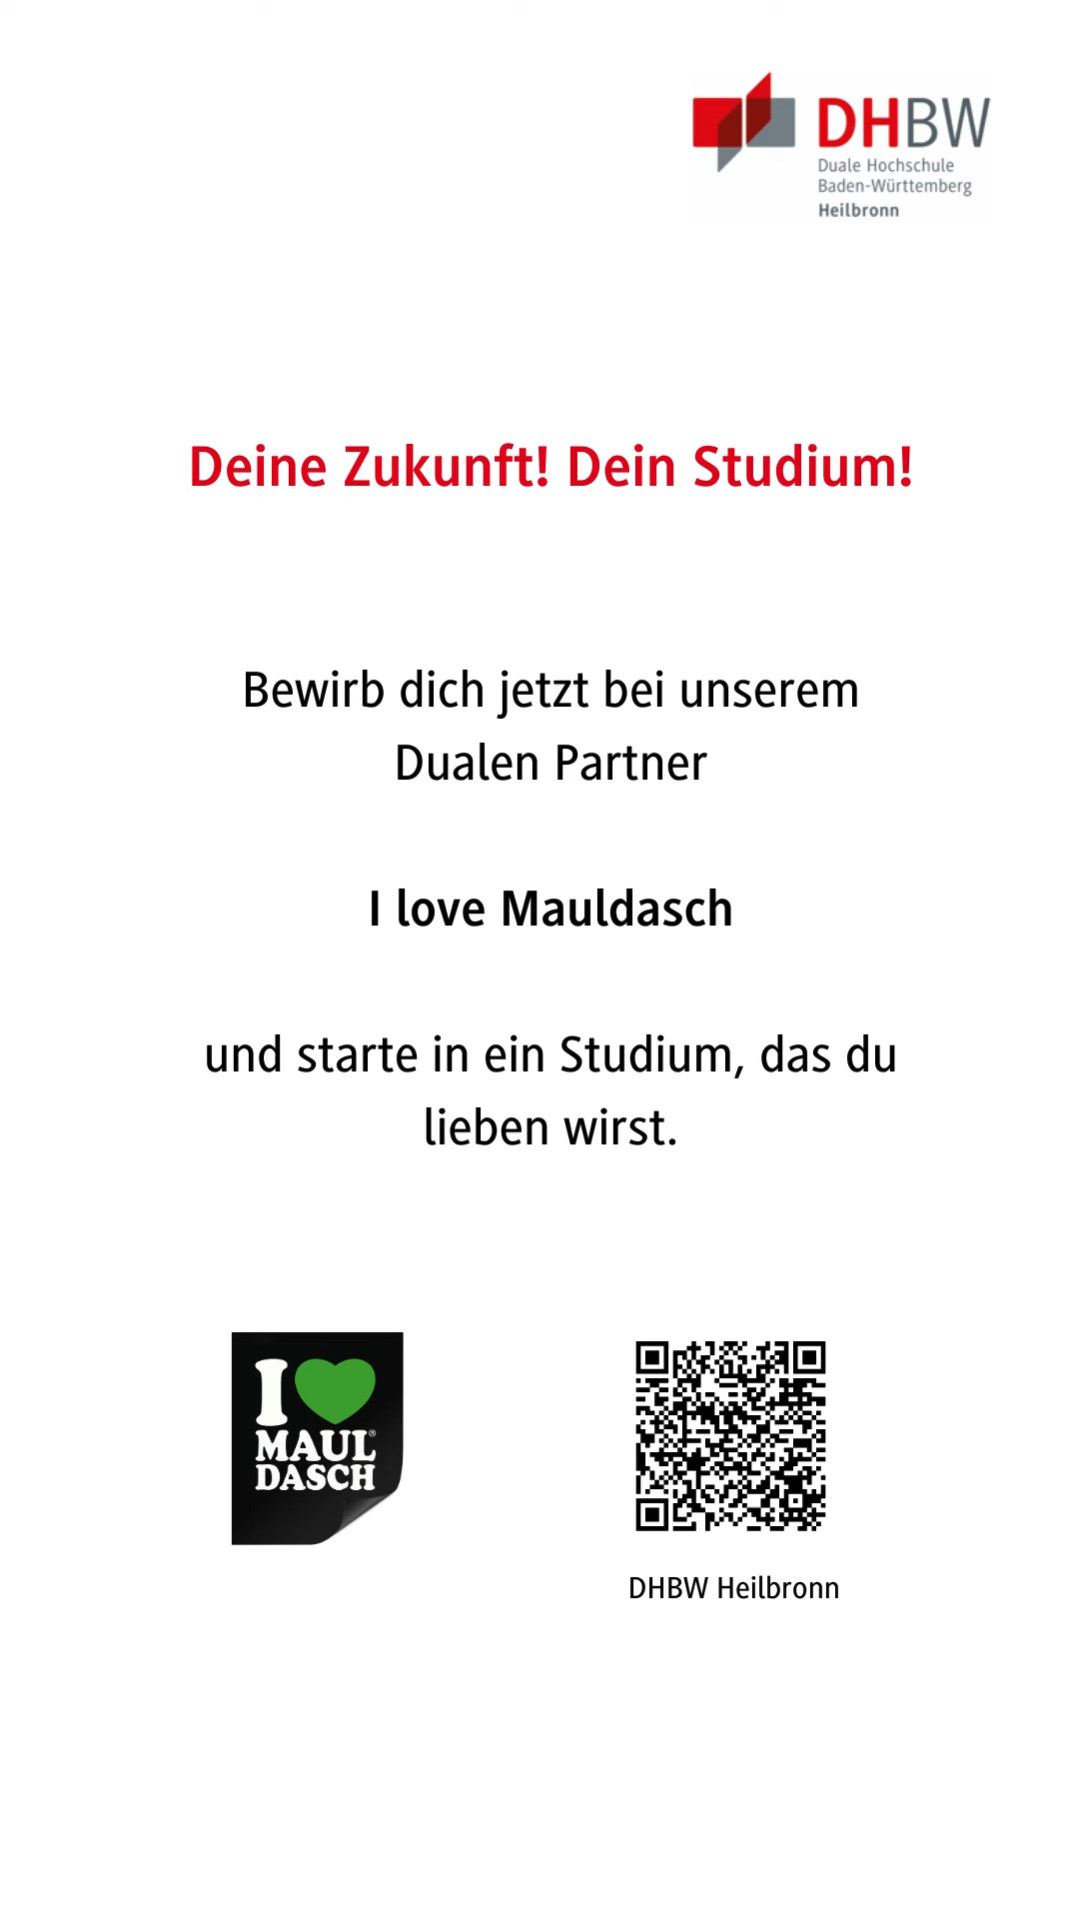 DHBW
Duale Hochschule
Baden-Württemberg
Heilbronn
Deine Zukunft! Dein Studium!
Bewirb dich jetzt bei unserem
Dualen Partner
I love Mauldasch
und starte in ein Studium, das du
lieben wirst.
I
MAUL®
DASCH
DHBW Heilbronn